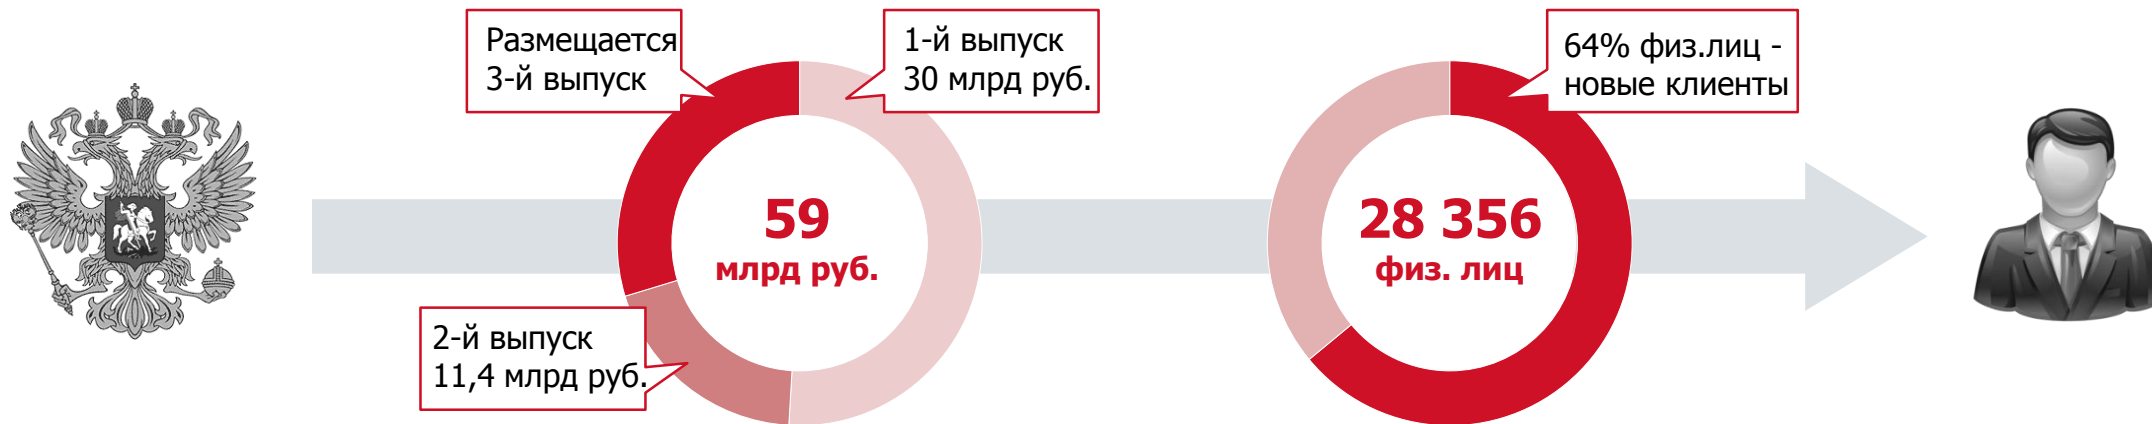 Размещается
3-й выпуск
1-й выпуск
30 млрд руб.
64% физ.лиц -
новые клиенты
59
млрд руб.
28 356
физ. лиц
2-й выпуск
11,4 млрд руб.